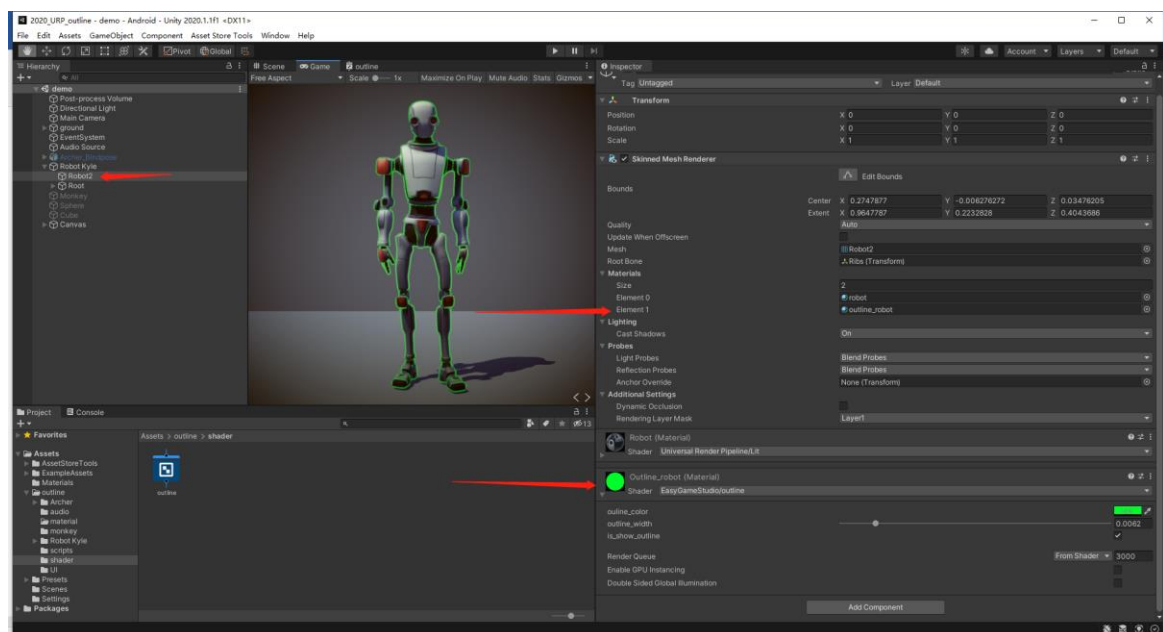 2020_URP_outline - demo - Android - Unity 2020.1.1f1 <DX11>
File Edit Assets GameObject Component Asset Store Tools Window Help
Pivot Global Account Layers Default
Hierarchy
All
demo
Post-process Volume
Directional Light
Main Camera
ground
EventSystem
Audio Source
Archer_Bindpose
Robot Kyle
Robot2
Root
Monkey
Sphere
Cube
Canvas
Scene Game outline
Free Aspect Scale 1x Maximize On Play Mute Audio Stats Gizmos
Project Console
13
Favorites
Assets
AssetStoreTools
ExampleAssets
Materials
outline
Archer
audio
material
monkey
Robot Kyle
scripts
shader
UI
Presets
Scenes
Settings
Packages
Assets > outline > shader
outline
Inspector
Tag Untagged Layer Default
Transform
Position X 0 Y 0 Z 0
Rotation X 0 Y 0 Z 0
Scale X 1 Y 1 Z 1
Skinned Mesh Renderer
Edit Bounds
Bounds
Center X 0.2747877 Y -0.006276272 Z 0.03476205
Extent X 0.9647787 Y 0.2232828 Z 0.4043686
Quality Auto
Update When Offscreen
Mesh Robot2
Root Bone Ribs (Transform)
Materials
Size 2
Element 0 robot
Element 1 outline_robot
Lighting
Cast Shadows On
Probes
Light Probes Blend Probes
Reflection Probes Blend Probes
Anchor Override None (Transform)
Additional Settings
Dynamic Occlusion
Rendering Layer Mask Layer1
Robot (Material)
Shader Universal Render Pipeline/Lit
Outline_robot (Material)
Shader EasyGameStudio/outline
ouline_color
outline_width 0.0062
is_show_outline
Render Queue From Shader 3000
Enable GPU Instancing
Double Sided Global Illumination
Add Component